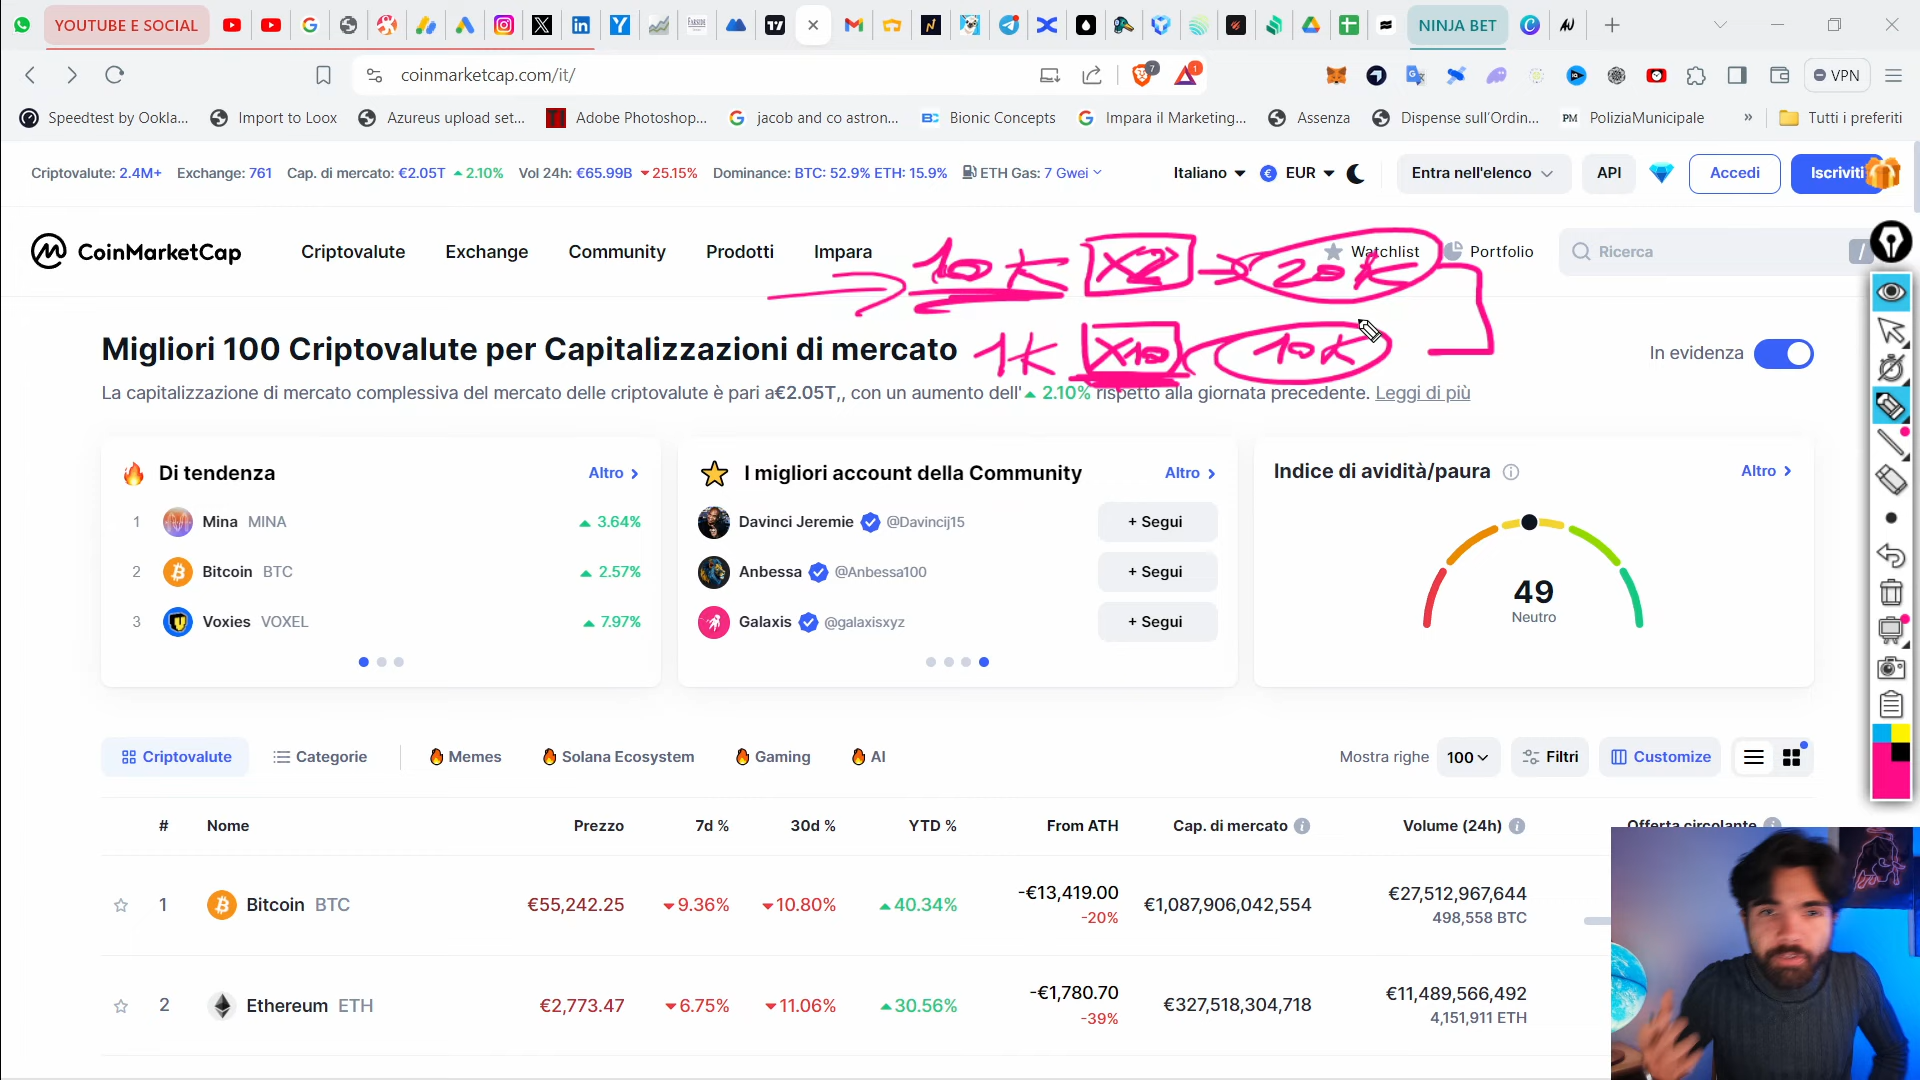 YOUTUBE E SOCIAL
NINJA BET
coinmarketcap.com/it/
7
1
VPN
Speedtest by Ookla...
Import to Loox
Azureus upload set...
Adobe Photoshop...
jacob and co astron...
Bionic Concepts
Impara il Marketing...
Assenza
Dispense sull'Ordin...
PM PoliziaMunicipale
»
Tutti i preferiti
Criptovalute: 2.4M+ Exchange: 761 Cap. di mercato: €2.05T 2.10% Vol 24h: €65.99B 25.15% Dominance: BTC: 52.9% ETH: 15.9% ETH Gas: 7 Gwei
Italiano EUR Entra nell'elenco API Accedi Iscriviti
CoinMarketCap Criptovalute Exchange Community Prodotti Impara Watchlist Portfolio Ricerca /
10K X2 → 20K
1K X10 10K
Migliori 100 Criptovalute per Capitalizzazioni di mercato
In evidenza
La capitalizzazione di mercato complessiva del mercato delle criptovalute è pari a€2.05T,, con un aumento dell' 2.10% rispetto alla giornata precedente. Leggi di più
Di tendenza Altro >
1 Mina MINA 3.64%
2 Bitcoin BTC 2.57%
3 Voxies VOXEL 7.97%
I migliori account della Community Altro >
Davinci Jeremie @Davincij15 + Segui
Anbessa @Anbessa100 + Segui
Galaxis @galaxisxyz + Segui
Indice di avidità/paura Altro >
49
Neutro
Criptovalute Categorie Memes Solana Ecosystem Gaming AI Mostra righe 100 Filtri Customize
# Nome Prezzo 7d % 30d % YTD % From ATH Cap. di mercato Volume (24h) Offerta circolante
1 Bitcoin BTC €55,242.25 9.36% 10.80% 40.34% -€13,419.00 €1,087,906,042,554 €27,512,967,644
-20% 498,558 BTC
2 Ethereum ETH €2,773.47 6.75% 11.06% 30.56% -€1,780.70 €327,518,304,718 €11,489,566,492
-39% 4,151,911 ETH